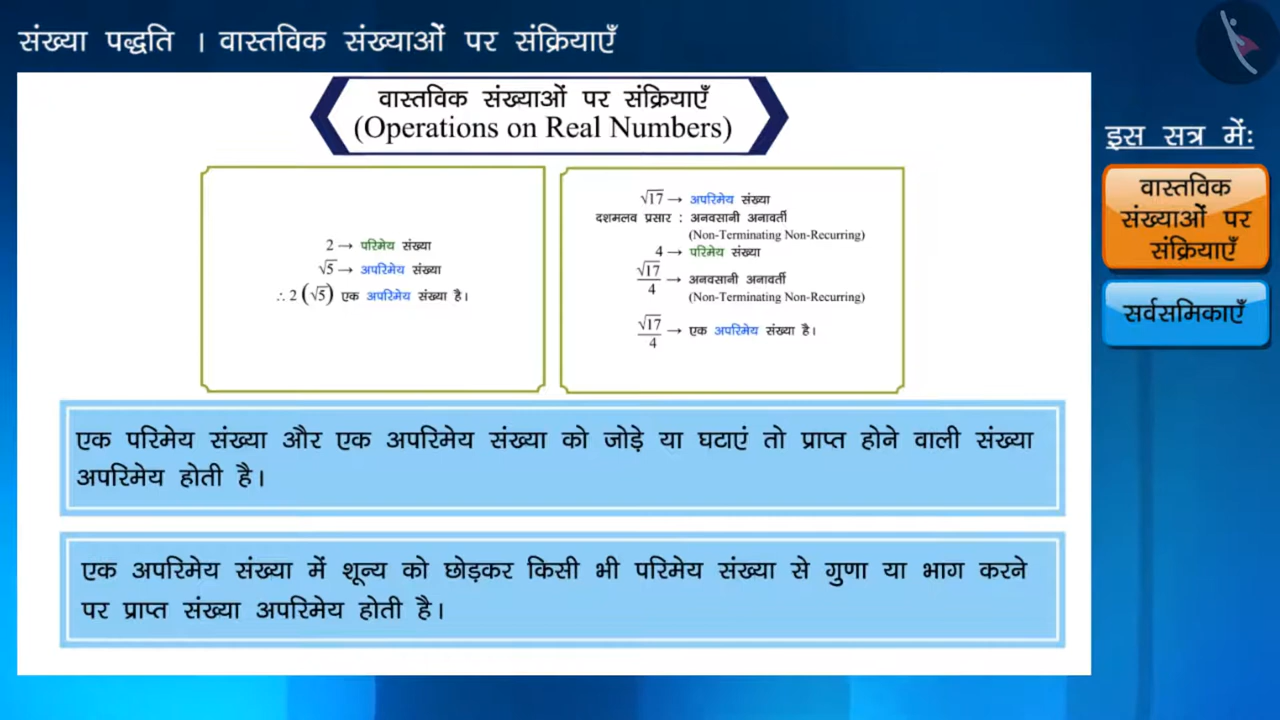 संख्या पद्धति । वास्तविक संख्याओं पर संक्रियाएँ
वास्तविक संख्याओं पर संक्रियाएँ
(Operations on Real Numbers)
2 → परिमेय संख्या
√5 → अपरिमेय संख्या
∴ 2 (√5) एक अपरिमेय संख्या है।
√17 → अपरिमेय संख्या
दशमलव प्रसार : अनवसानी अनावर्ती
(Non-Terminating Non-Recurring)
4 → परिमेय संख्या
√17/4 → अनवसानी अनावर्ती
(Non-Terminating Non-Recurring)
√17/4 → एक अपरिमेय संख्या है।
एक परिमेय संख्या और एक अपरिमेय संख्या को जोड़े या घटाएं तो प्राप्त होने वाली संख्या
अपरिमेय होती है।
एक अपरिमेय संख्या में शून्य को छोड़कर किसी भी परिमेय संख्या से गुणा या भाग करने
पर प्राप्त संख्या अपरिमेय होती है।
इस सत्र में:
वास्तविक
संख्याओं पर
संक्रियाएँ
सर्वसमिकाएँ